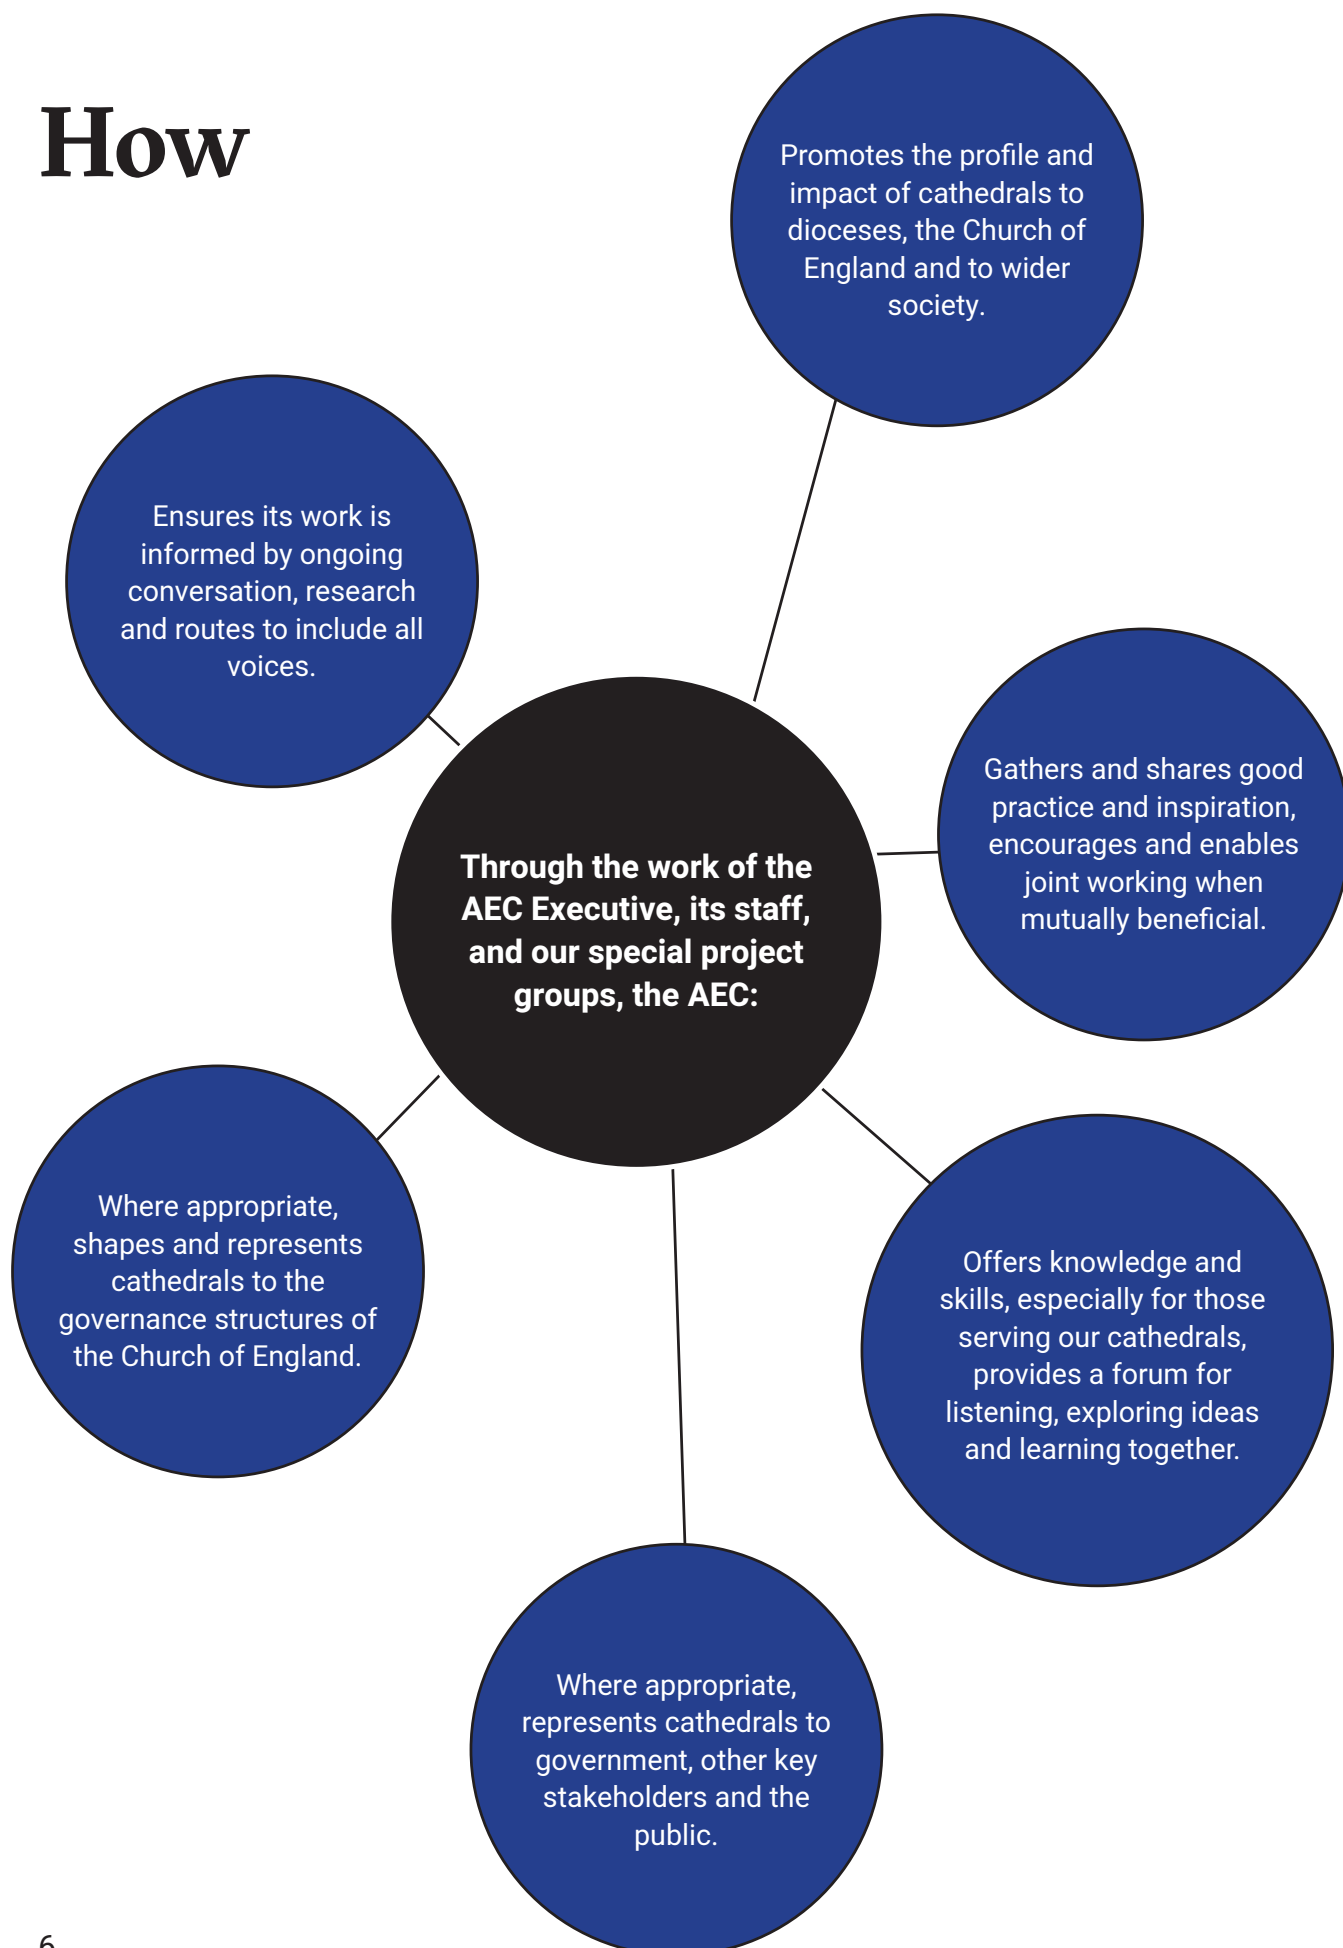 How
Promotes the profile and
impact of cathedrals to
dioceses, the Church of
England and to wider
society.
Ensures its work is
informed by ongoing
conversation, research
and routes to include all
voices.
Gathers and shares good
practice and inspiration,
encourages and enables
joint working when
mutually beneficial.
Through the work of the
AEC Executive, its staff,
and our special project
groups, the AEC:
Where appropriate,
shapes and represents
cathedrals to the
governance structures of
the Church of England.
Offers knowledge and
skills, especially for those
serving our cathedrals,
provides a forum for
listening, exploring ideas
and learning together.
Where appropriate,
represents cathedrals to
government, other key
stakeholders and the
public.
6